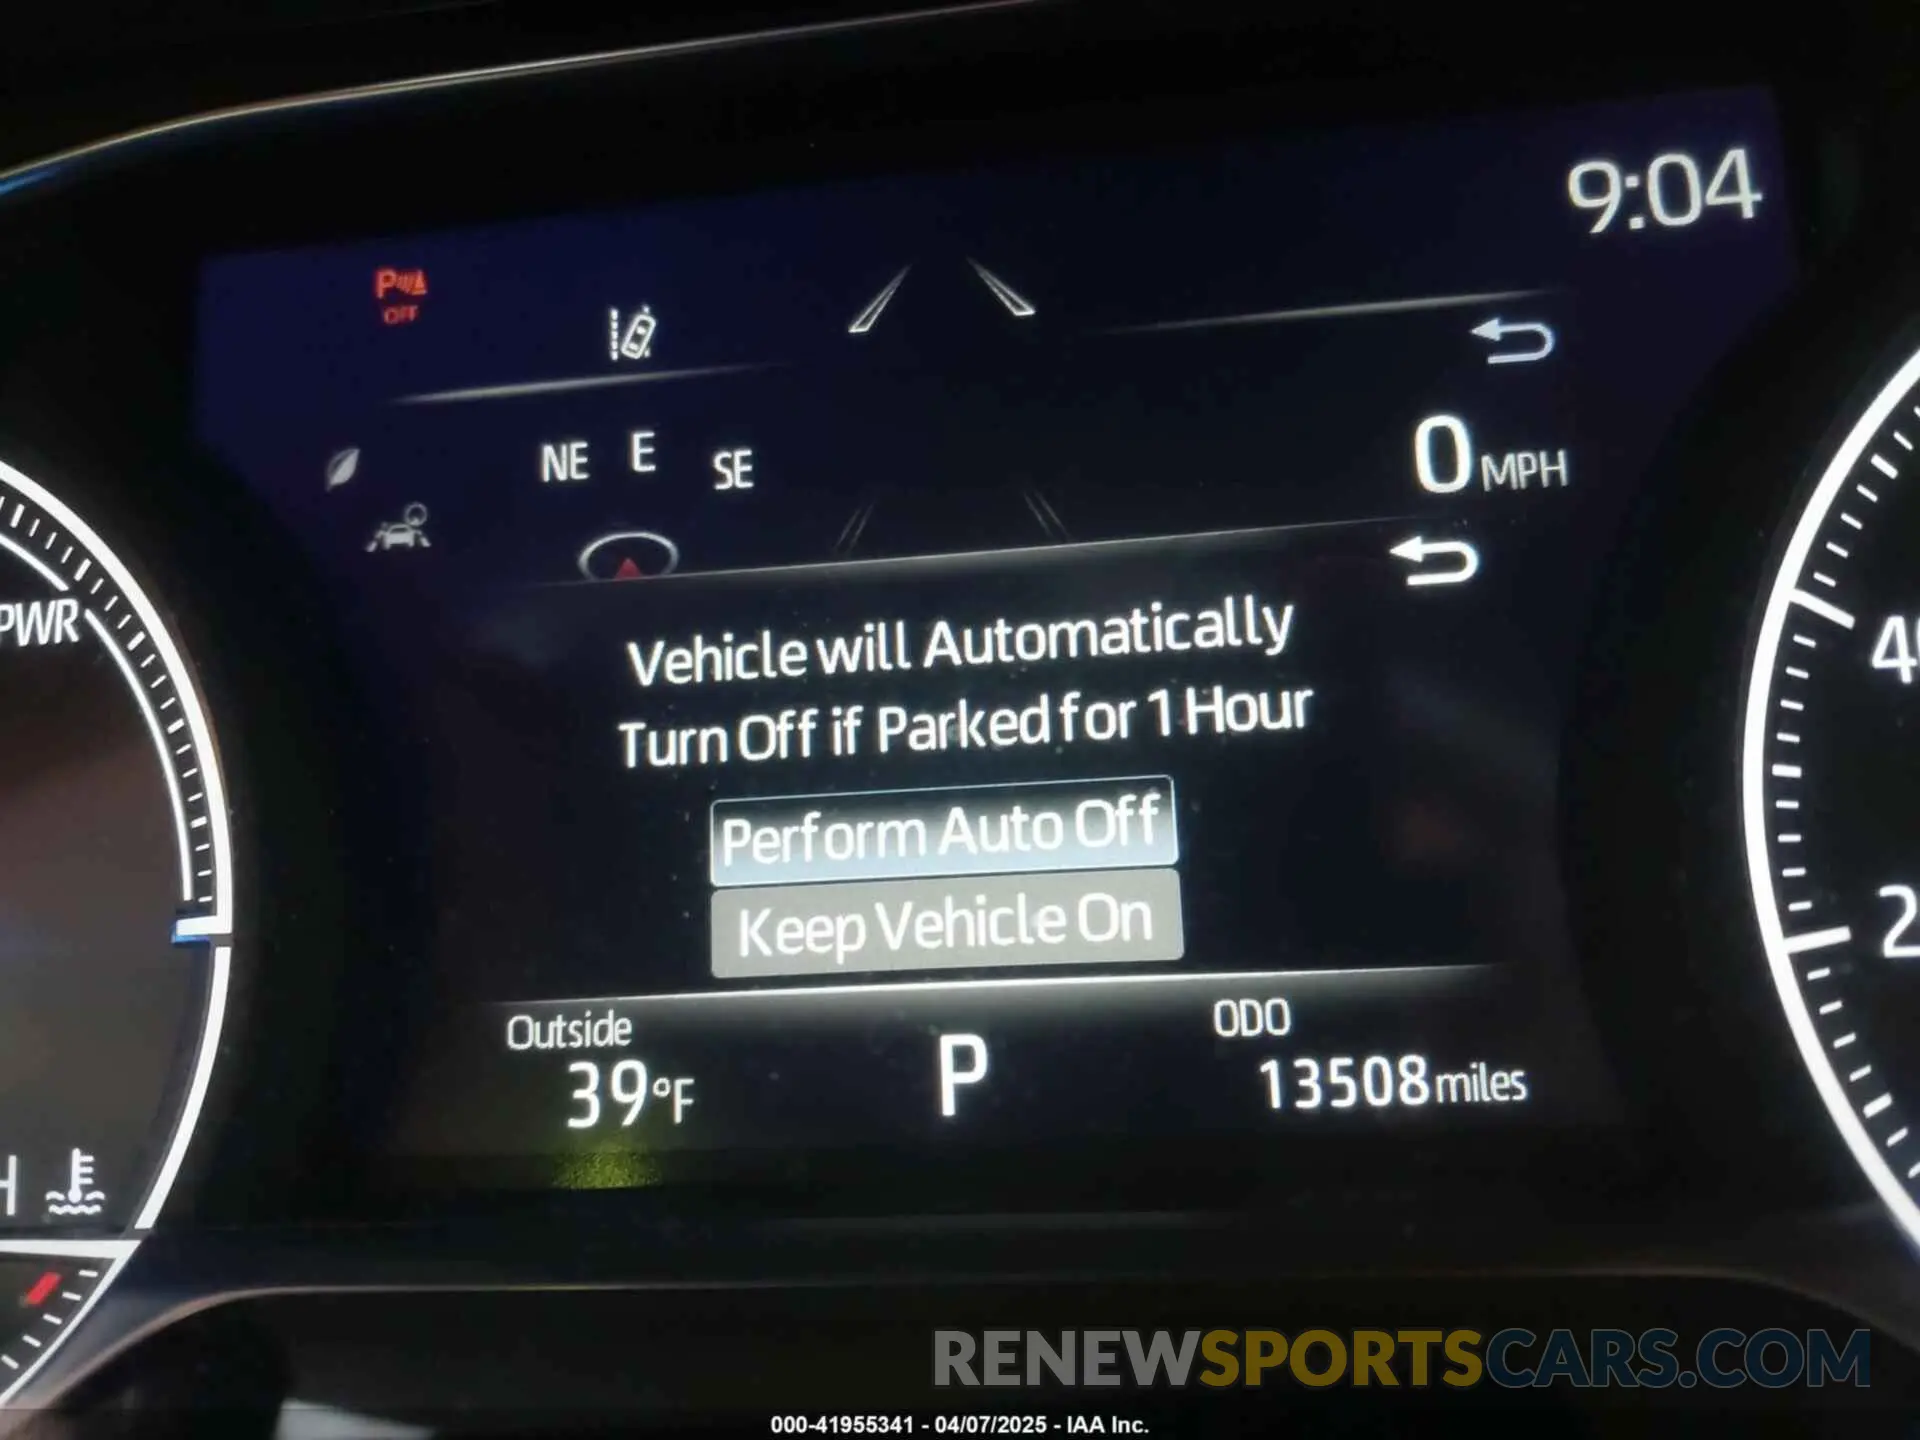 9:04
P
OFF
NE E SE
0 MPH
PWR
Vehicle will Automatically
Turn Off if Parked for 1 Hour
Perform Auto Off
Keep Vehicle On
Outside
39°F
P
ODO
13508 miles
H
RENEWSPORTSCARS.COM
000-41955341 - 04/07/2025 - IAA Inc.